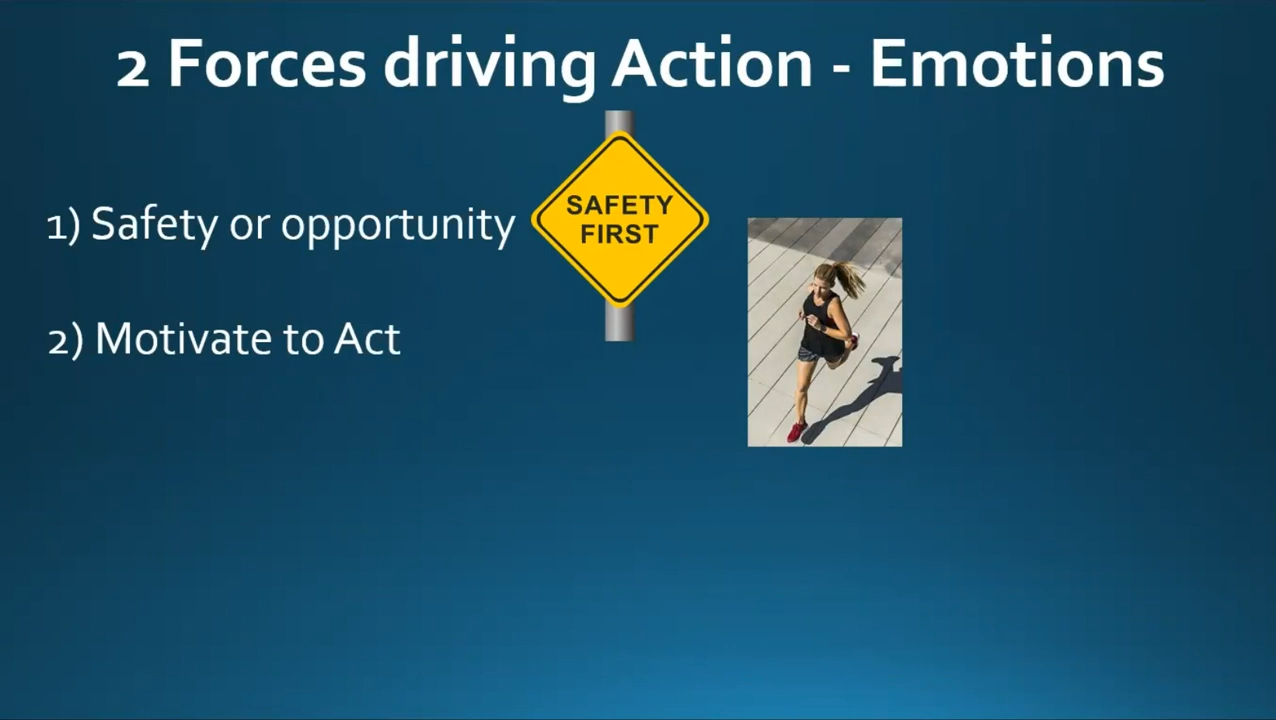 2 Forces driving Action - Emotions
1) Safety or opportunity
SAFETY
FIRST
2) Motivate to Act